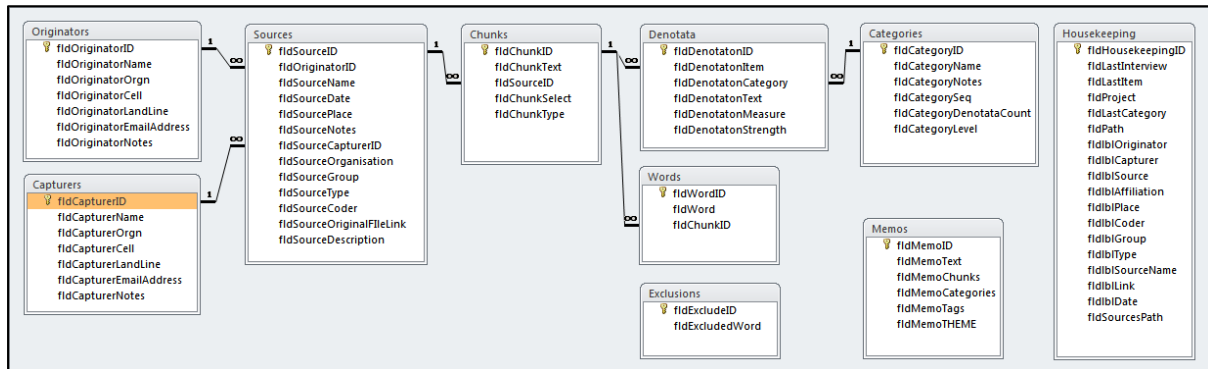 Originators
fldOriginatorID
fldOriginatorName
fldOriginatorOrgn
fldOriginatorCell
fldOriginatorLandLine
fldOriginatorEmailAddress
fldOriginatorNotes
1
∞
Capturers
fldCapturerID
fldCapturerName
fldCapturerOrgn
fldCapturerCell
fldCapturerLandLine
fldCapturerEmailAddress
fldCapturerNotes
1
∞
Sources
fldSourceID
fldOriginatorID
fldSourceName
fldSourceDate
fldSourcePlace
fldSourceNotes
fldSourceCapturerID
fldSourceOrganisation
fldSourceGroup
fldSourceType
fldSourceCoder
fldSourceOriginalFIleLink
fldSourceDescription
1
∞
Chunks
fldChunkID
fldChunkText
fldSourceID
fldChunkSelect
fldChunkType
1
∞
∞
Denotata
fldDenotatonID
fldDenotatonItem
fldDenotatonCategory
fldDenotatonText
fldDenotatonMeasure
fldDenotatonStrength
1
∞
Words
fldWordID
fldWord
fldChunkID
Exclusions
fldExcludeID
fldExcludedWord
Categories
fldCategoryID
fldCategoryName
fldCategoryNotes
fldCategorySeq
fldCategoryDenotataCount
fldCategoryLevel
Memos
fldMemoID
fldMemoText
fldMemoChunks
fldMemoCategories
fldMemoTags
fldMemoTHEME
Housekeeping
fldHousekeepingID
fldLastInterview
fldLastItem
fldProject
fldLastCategory
fldPath
fldlblOriginator
fldlblCapturer
fldlblSource
fldlblAffiliation
fldlblPlace
fldlblCoder
fldlblGroup
fldlblType
fldlblSourceName
fldlblLink
fldlblDate
fldSourcesPath